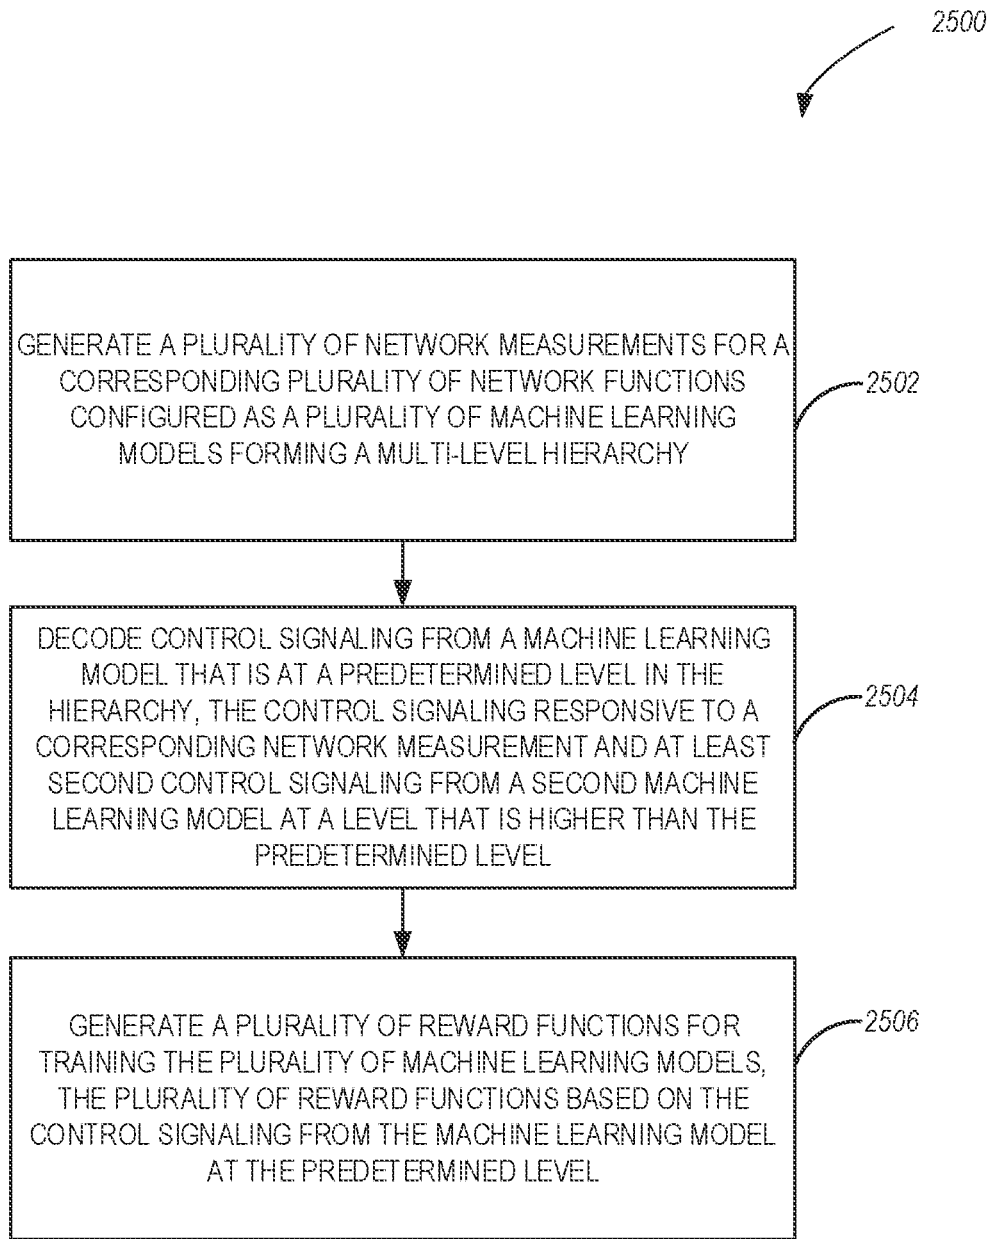 2500
GENERATE A PLURALITY OF NETWORK MEASUREMENTS FOR A
CORRESPONDING PLURALITY OF NETWORK FUNCTIONS
CONFIGURED AS A PLURALITY OF MACHINE LEARNING
MODELS FORMING A MULTI-LEVEL HIERARCHY
2502
DECODE CONTROL SIGNALING FROM A MACHINE LEARNING
MODEL THAT IS AT A PREDETERMINED LEVEL IN THE
HIERARCHY, THE CONTROL SIGNALING RESPONSIVE TO A
CORRESPONDING NETWORK MEASUREMENT AND AT LEAST
SECOND CONTROL SIGNALING FROM A SECOND MACHINE
LEARNING MODEL AT A LEVEL THAT IS HIGHER THAN THE
PREDETERMINED LEVEL
2504
GENERATE A PLURALITY OF REWARD FUNCTIONS FOR
TRAINING THE PLURALITY OF MACHINE LEARNING MODELS,
THE PLURALITY OF REWARD FUNCTIONS BASED ON THE
CONTROL SIGNALING FROM THE MACHINE LEARNING MODEL
AT THE PREDETERMINED LEVEL
2506